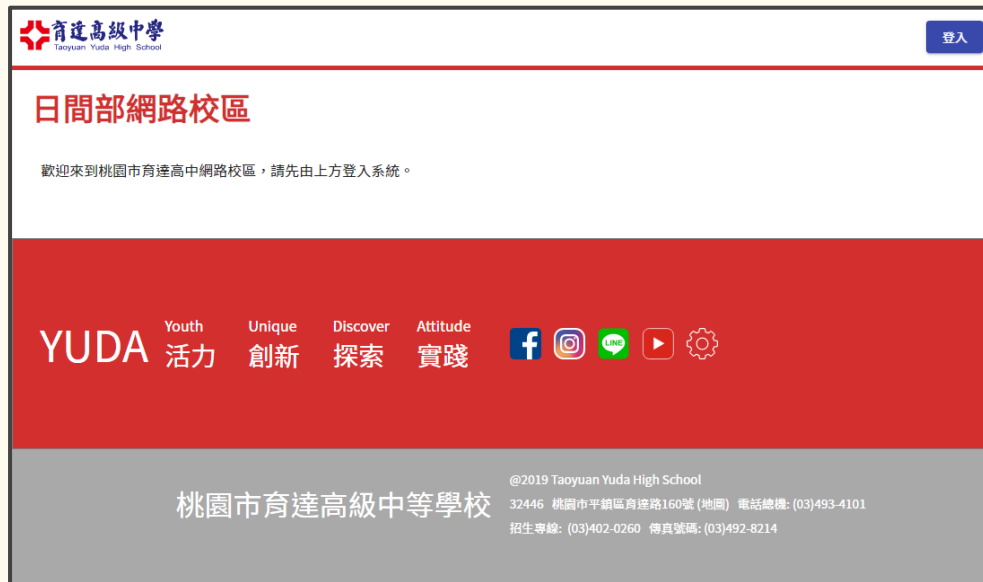 育達高級中學
Taoyuan Yuda High School
登入
日間部網路校區
歡迎來到桃園市育達高中網路校區，請先由上方登入系統。
YUDA
Youth Unique Discover Attitude
活力 創新 探索 實踐
LINE
桃園市育達高級中等學校
@2019 Taoyuan Yuda High School
32446 桃園市平鎮區育達路160號 (地圖) 電話總機: (03)493-4101
招生專線: (03)402-0260 傳真號碼: (03)492-8214